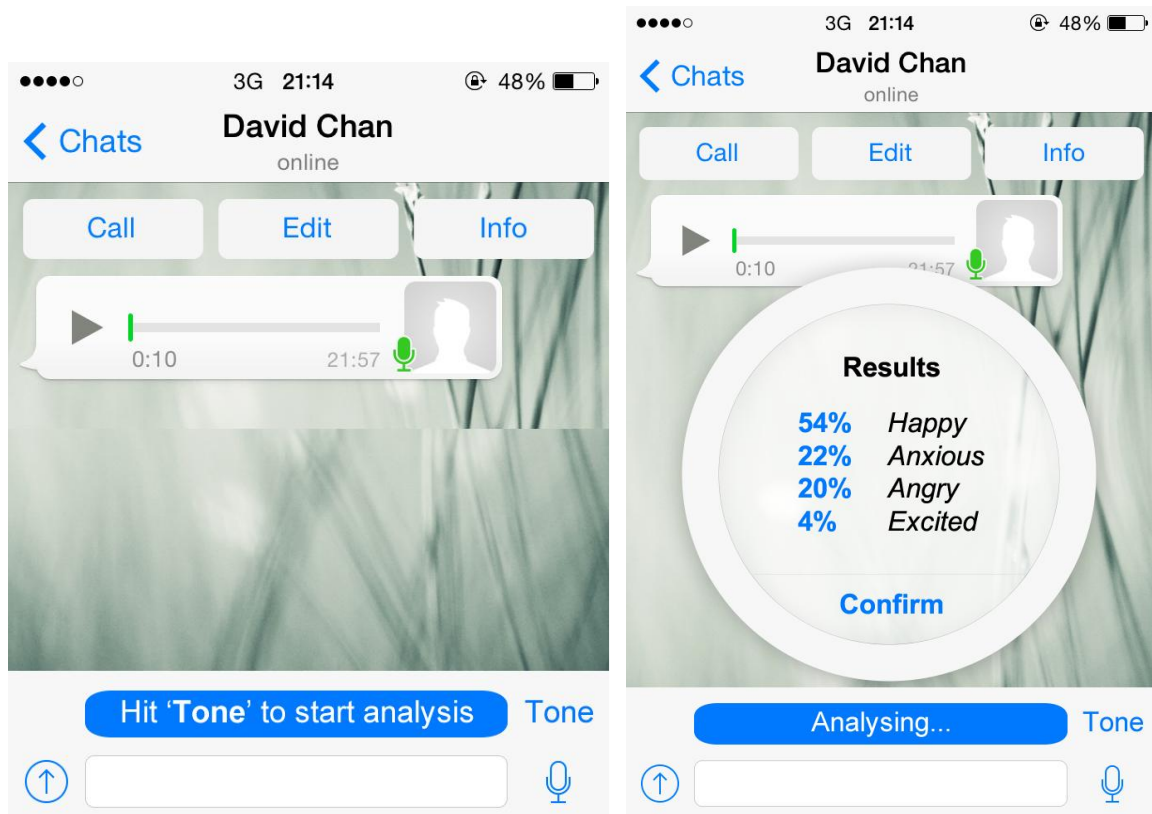 3G 21:14 48%
Chats
David Chan
online
Call Edit Info
0:10 21:57
Hit ‘Tone’ to start analysis
Tone
3G 21:14 48%
Chats
David Chan
online
Call Edit Info
0:10 21:57
Results
54% Happy
22% Anxious
20% Angry
4% Excited
Confirm
Analysing...
Tone